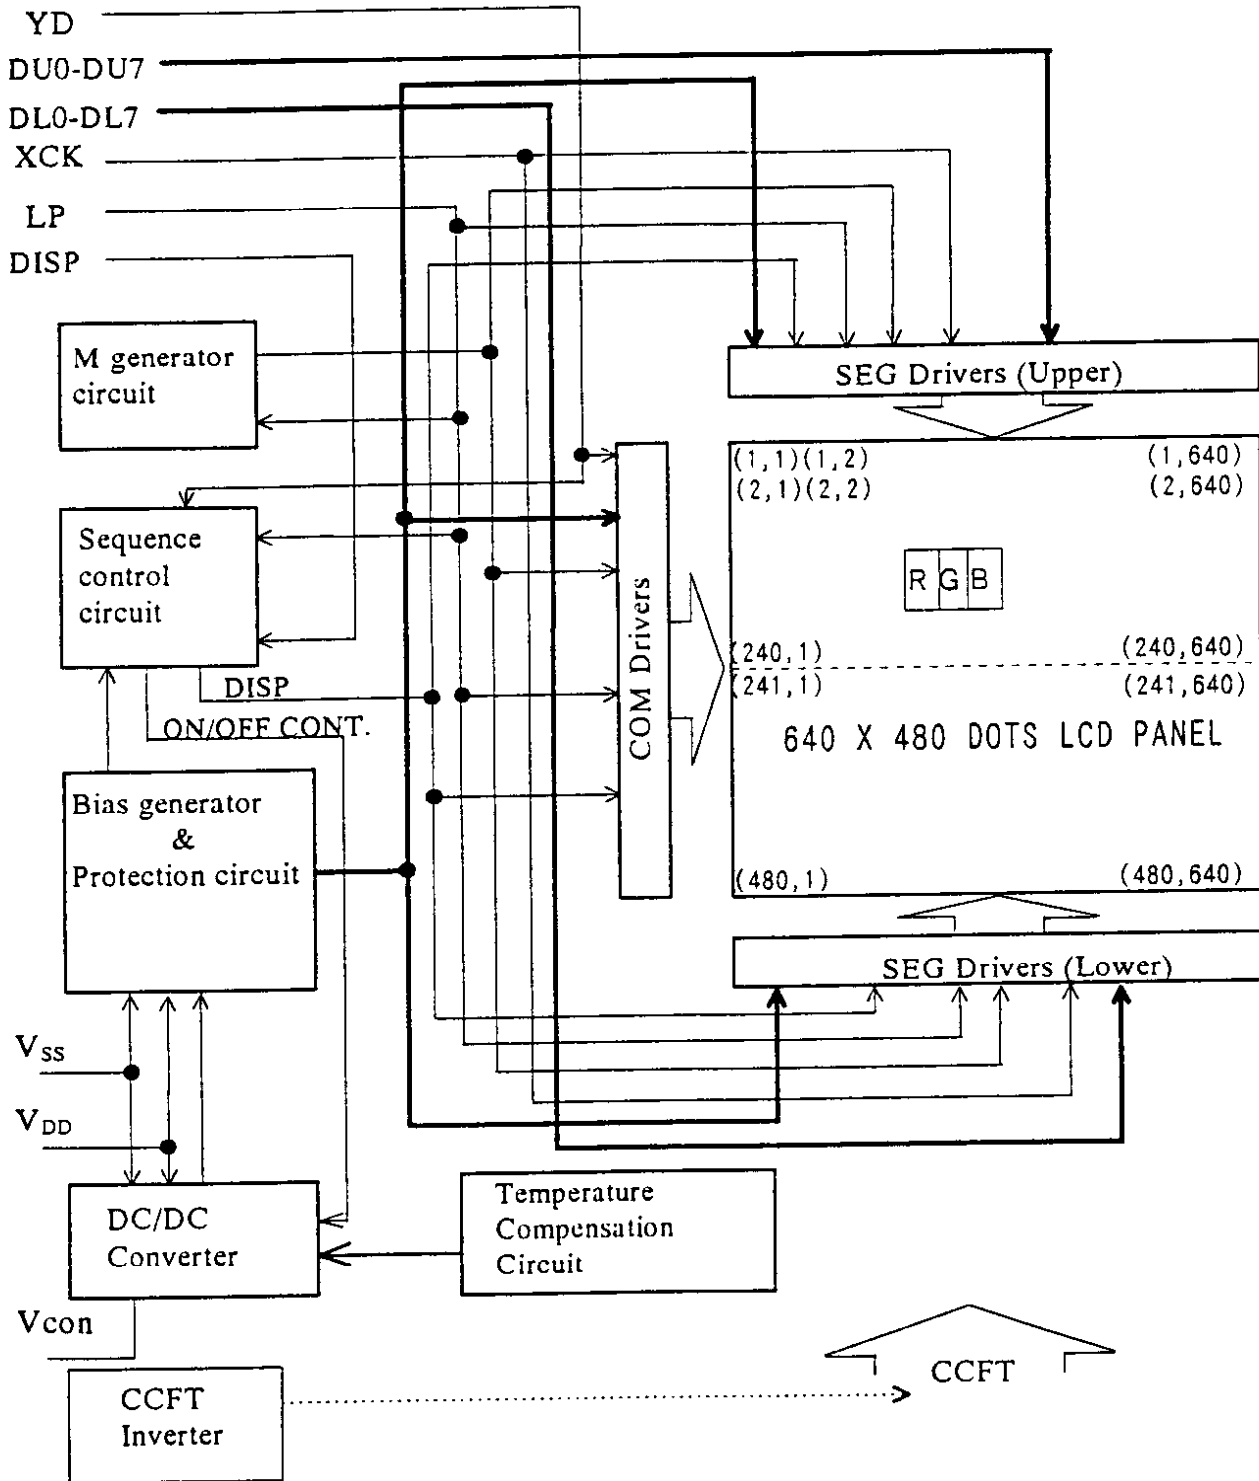 YD
DU0-DU7
DL0-DL7
XCK
LP
DISP
M generator
circuit
SEG Drivers (Upper)
(1,1)(1,2)
(1,640)
(2,1)(2,2)
(2,640)
Sequence
control
circuit
R G B
COM Drivers
(240,1)
(240,640)
(241,1)
(241,640)
DISP
ON/OFF CONT.
640 X 480 DOTS LCD PANEL
Bias generator
&
Protection circuit
(480,1)
(480,640)
SEG Drivers (Lower)
VSS
VDD
DC/DC
Converter
Temperature
Compensation
Circuit
Vcon
CCFT
CCFT
Inverter